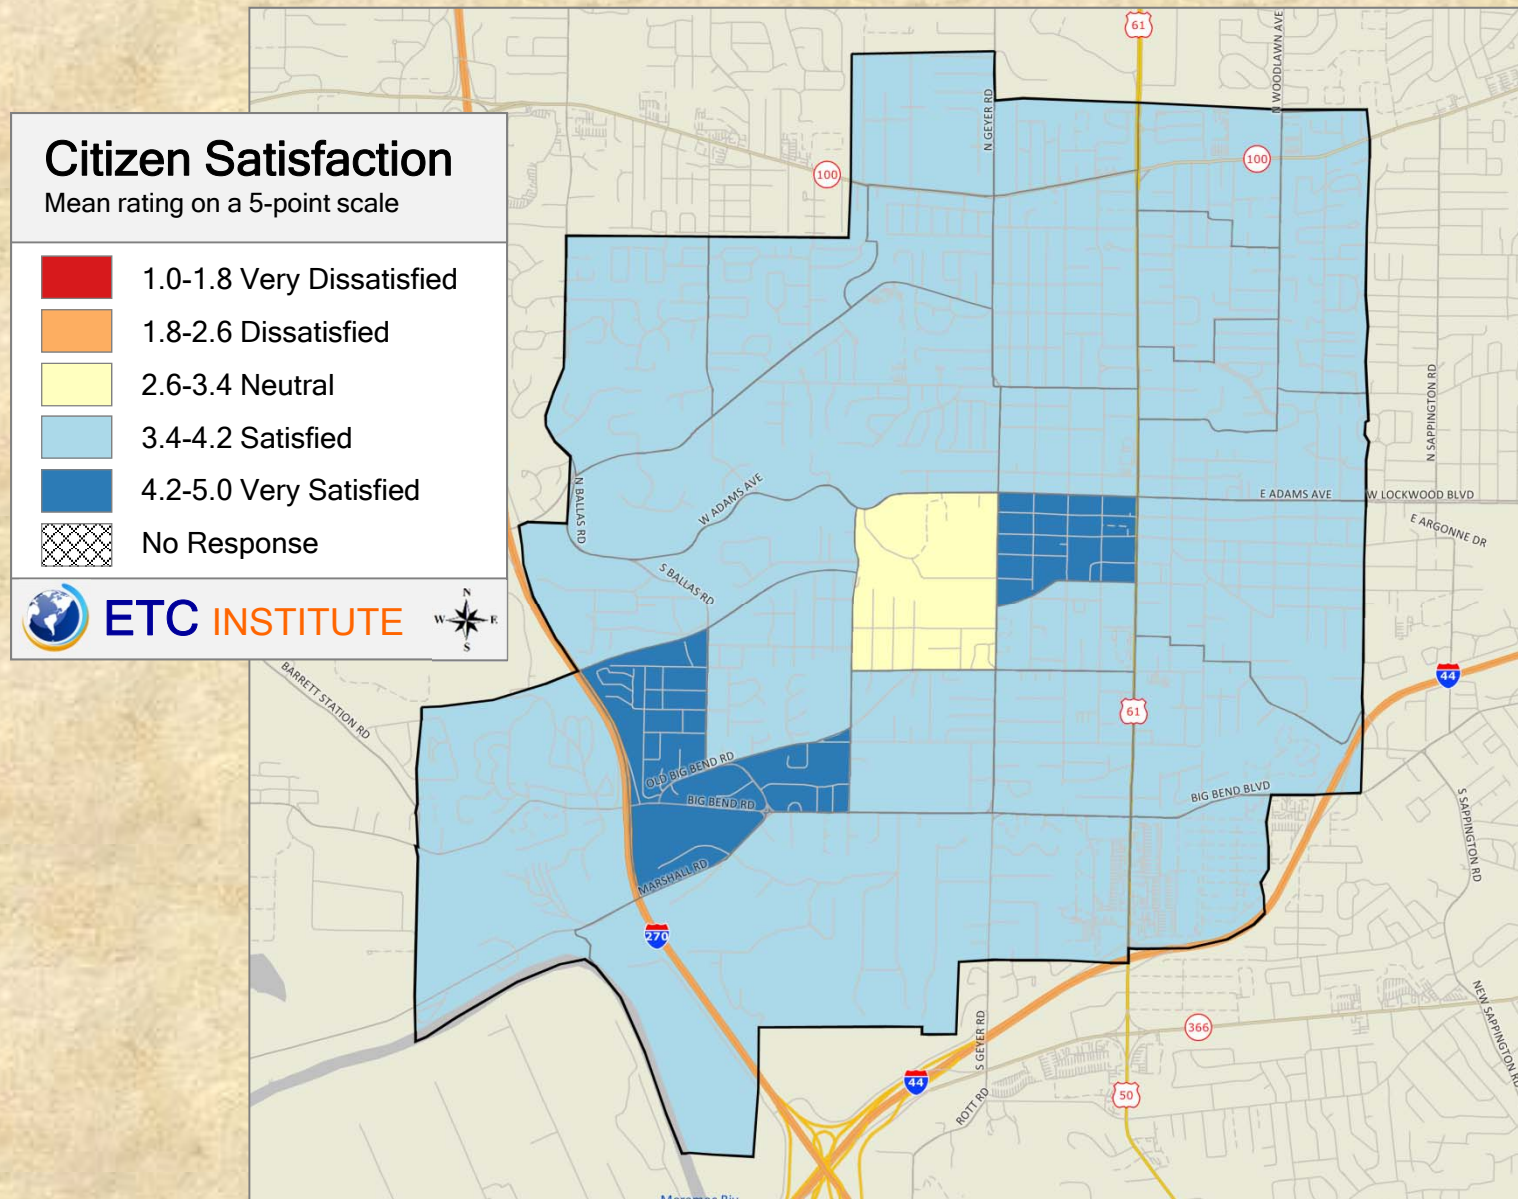 Citizen Satisfaction
Mean rating on a 5-point scale
1.0-1.8 Very Dissatisfied
1.8-2.6 Dissatisfied
2.6-3.4 Neutral
3.4-4.2 Satisfied
4.2-5.0 Very Satisfied
No Response
ETC INSTITUTE
N
W E
S
61
N WOODLAWN AVE
N GEYER RD
100
100
N SAPPINGTON RD
N BALLAS RD
W ADAMS AVE
E ADAMS AVE
W LOCKWOOD BLVD
E ARGONNE DR
S BALLAS RD
BARRETT STATION RD
44
61
OLD BIG BEND RD
BIG BEND RD
BIG BEND BLVD
S SAPPINGTON RD
MARSHALL RD
270
NEW SAPPINGTON RD
S GEYER RD
366
44
50
ROTT RD